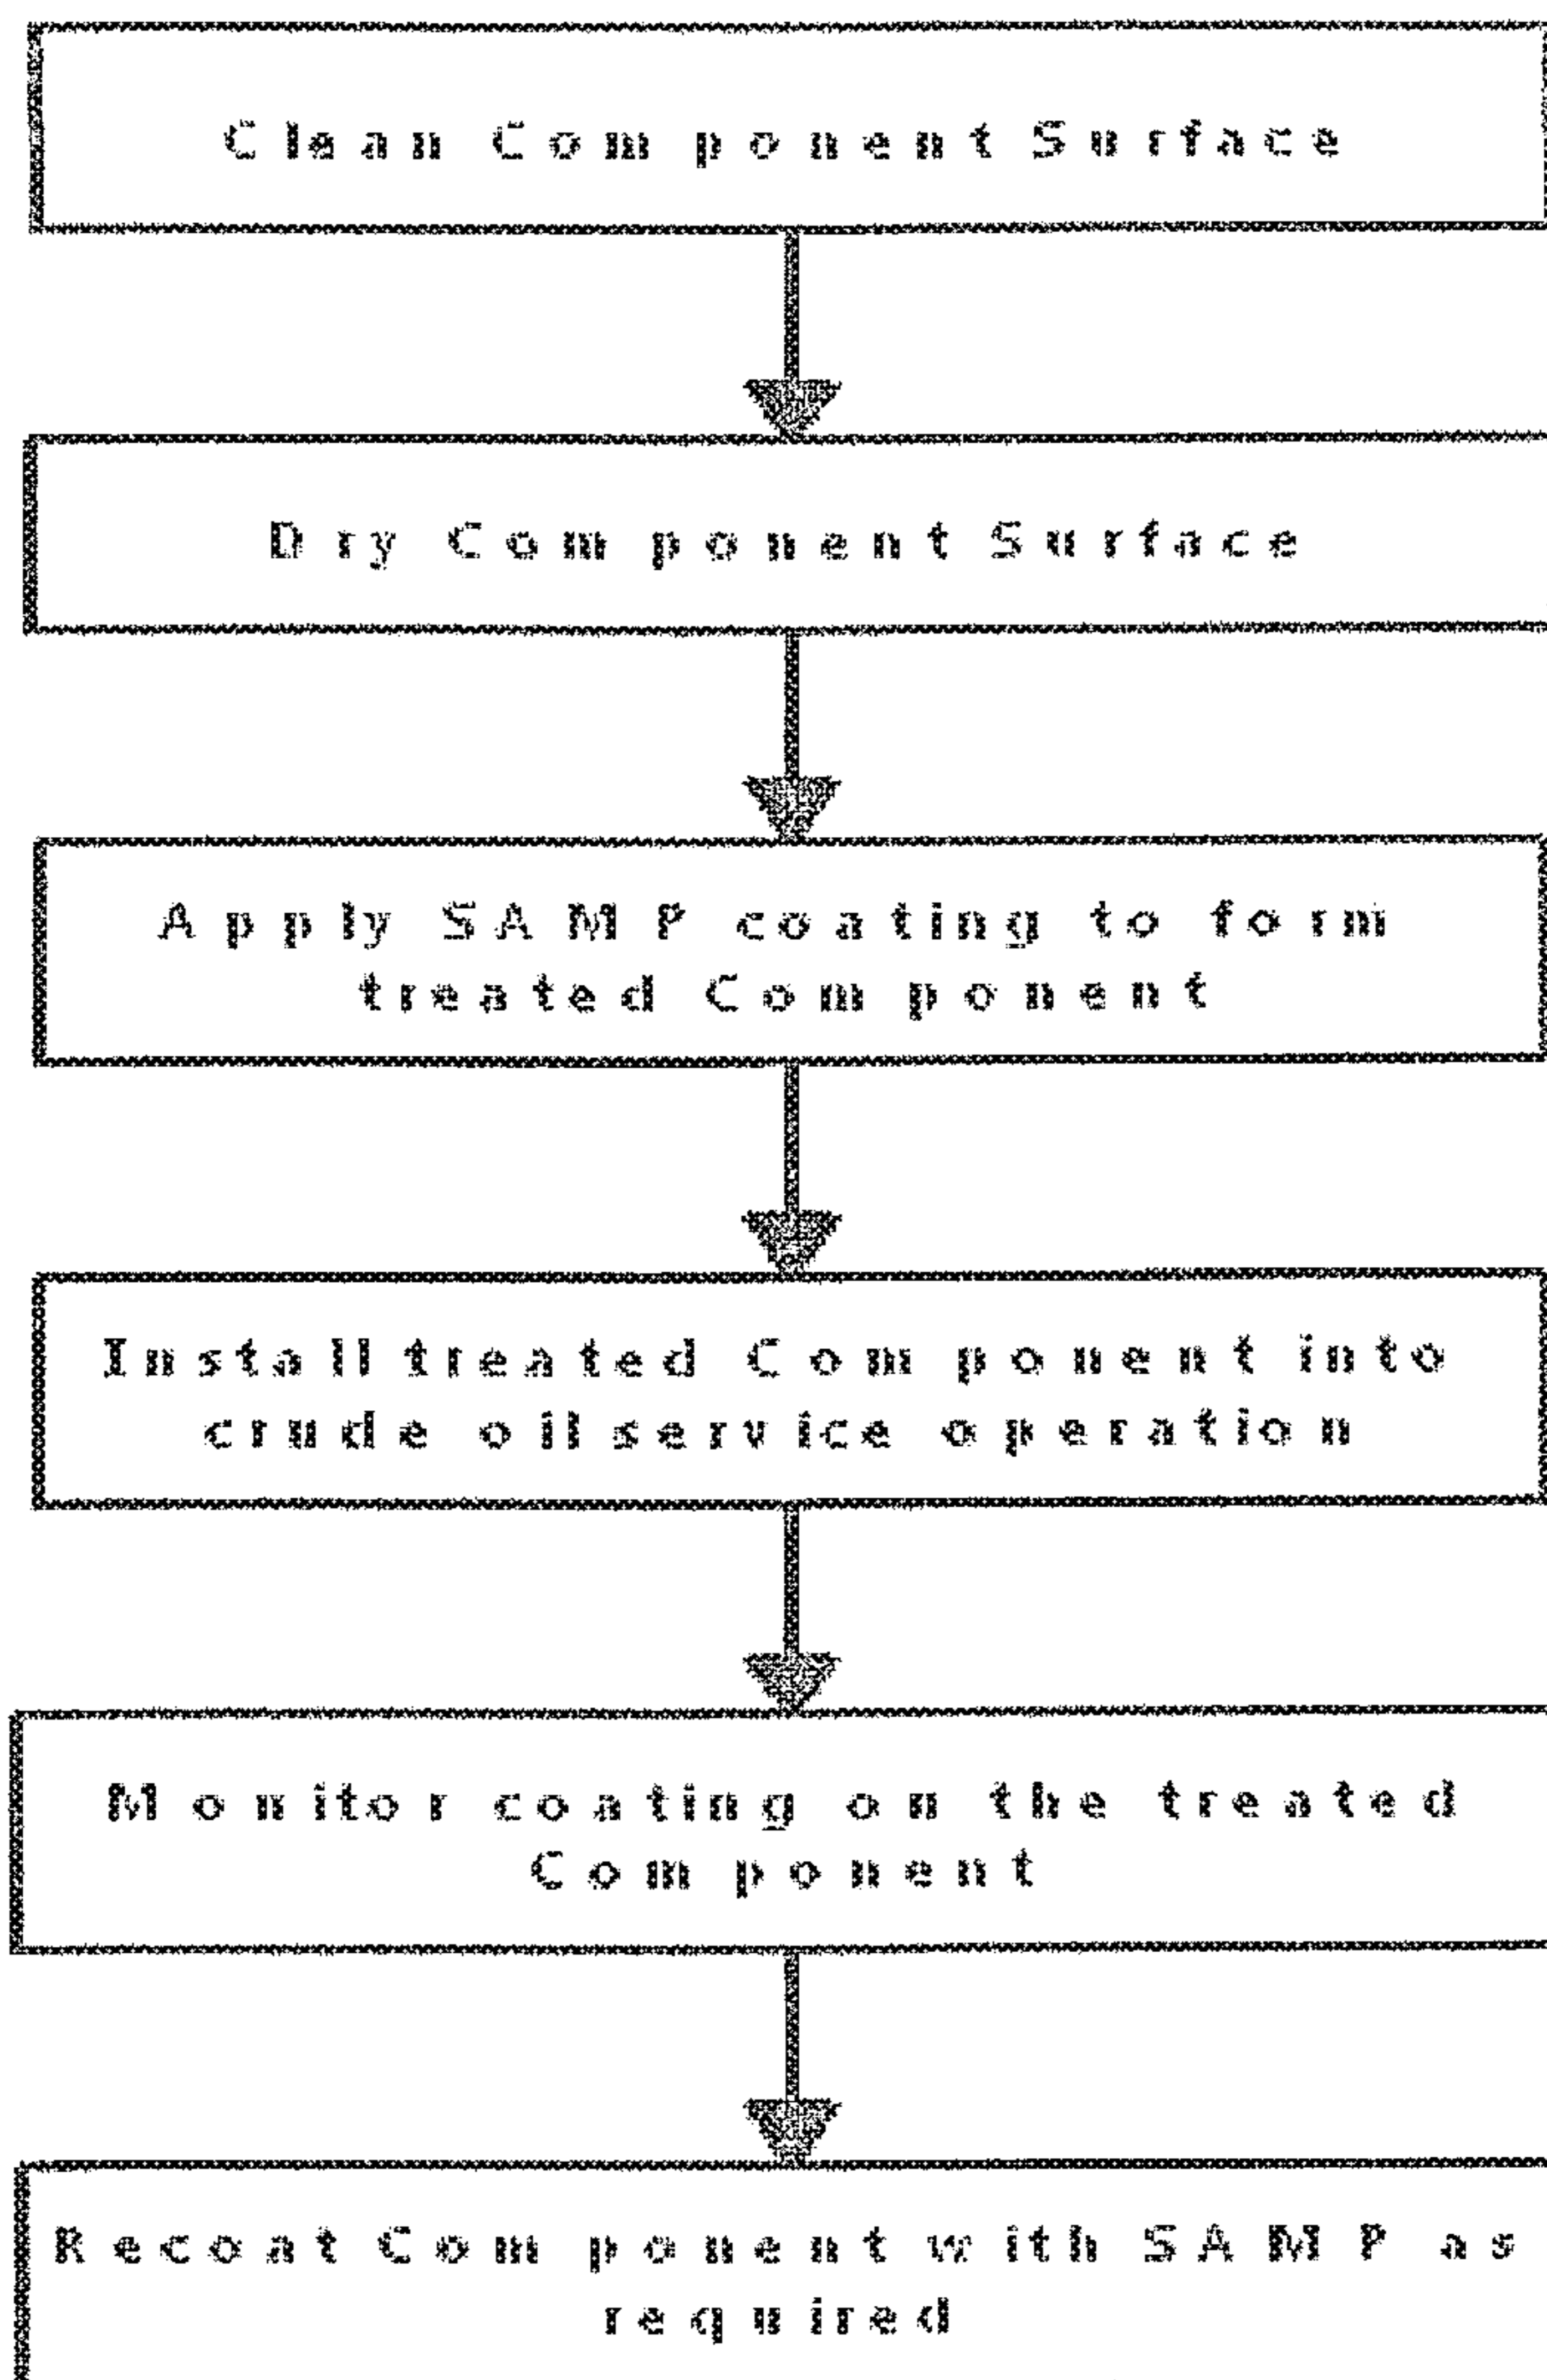 Clean Component Surface
Dry Component Surface
Apply SAMP coating to form
treated Component
Install treated Component into
crude oil service operation
Monitor coating on the treated
Component
Recoat Component with SAMP as
required